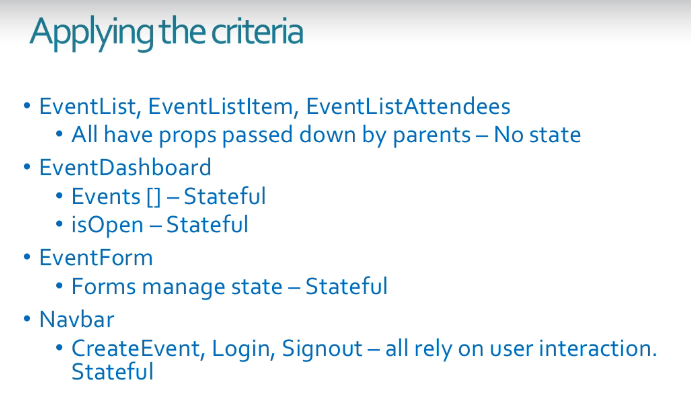 Applying the criteria
• EventList, EventListItem, EventListAttendees
• All have props passed down by parents – No state
• EventDashboard
• Events [] – Stateful
• isOpen – Stateful
• EventForm
• Forms manage state – Stateful
• Navbar
• CreateEvent, Login, Signout – all rely on user interaction.
Stateful